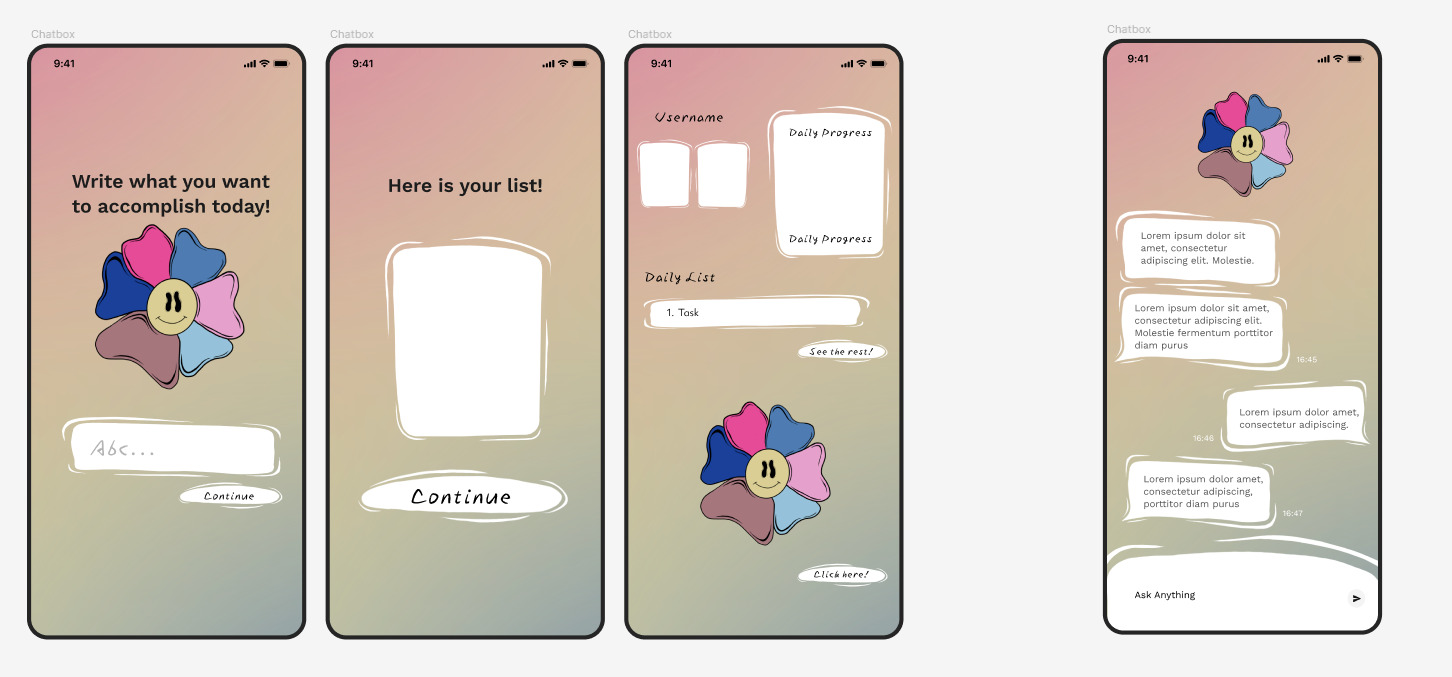 Chatbox
9:41
Write what you want
to accomplish today!
Abc...
Continue
Chatbox
9:41
Here is your list!
Continue
Chatbox
9:41
Username
Daily Progress
Daily Progress
Daily List
1. Task
See the rest!
Click here!
Chatbox
9:41
Lorem ipsum dolor sit
amet, consectetur
adipiscing elit. Molestie.
Lorem ipsum dolor sit amet,
consectetur adipiscing elit.
Molestie fermentum porttitor
diam purus
16:45
Lorem ipsum dolor amet,
consectetur adipiscing.
16:46
Lorem ipsum dolor amet,
consectetur adipiscing,
porttitor diam purus
16:47
Ask Anything